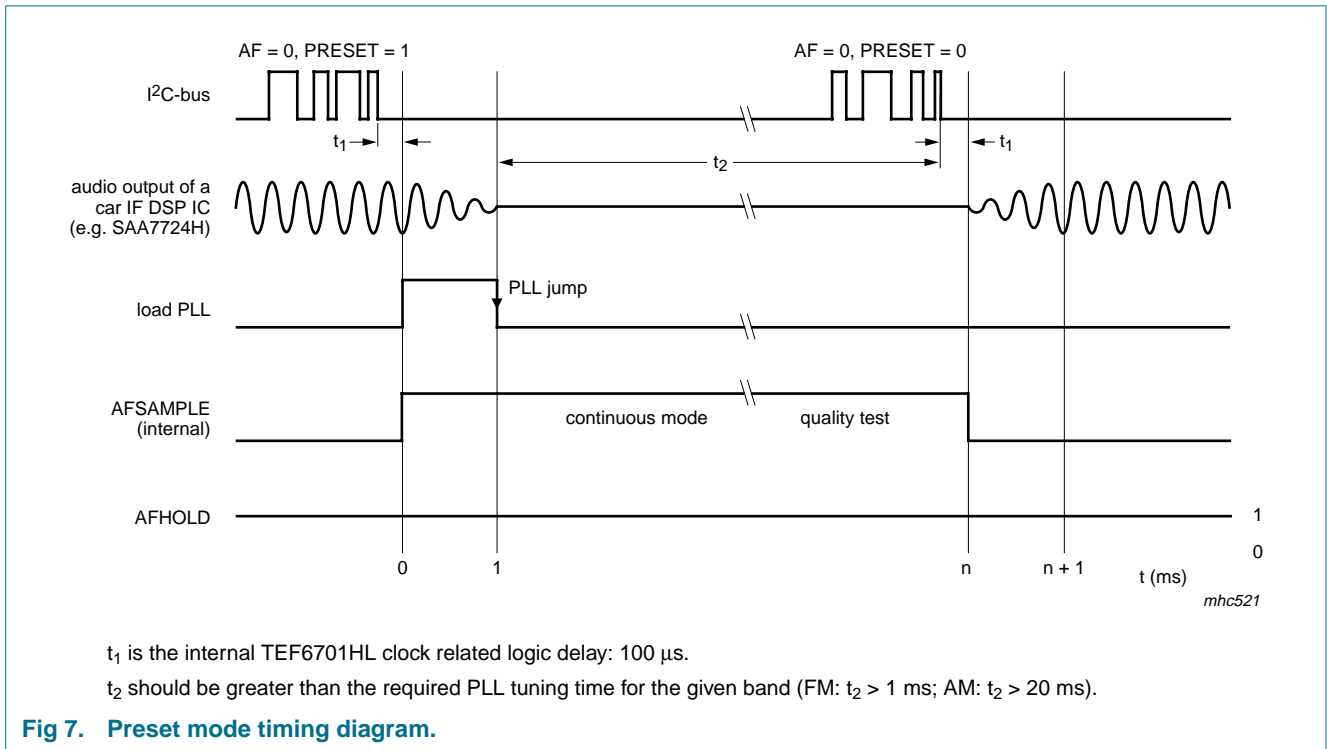 AF = 0, PRESET = 1
AF = 0, PRESET = 0
I²C-bus
t₁
t₁
t₂
audio output of a
car IF DSP IC
(e.g. SAA7724H)
PLL jump
load PLL
AFSAMPLE
(internal)
continuous mode
quality test
AFHOLD
1
0
0
1
n
n + 1
t (ms)
mhc521
t₁ is the internal TEF6701HL clock related logic delay: 100 μs.
t₂ should be greater than the required PLL tuning time for the given band (FM: t₂ > 1 ms; AM: t₂ > 20 ms).
Fig 7. Preset mode timing diagram.